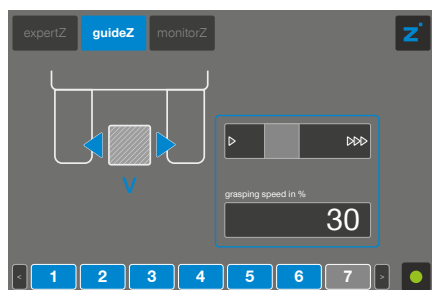 expertZ guideZ monitorZ Z
V
grasping speed in %
30
< 1 2 3 4 5 6 7 >